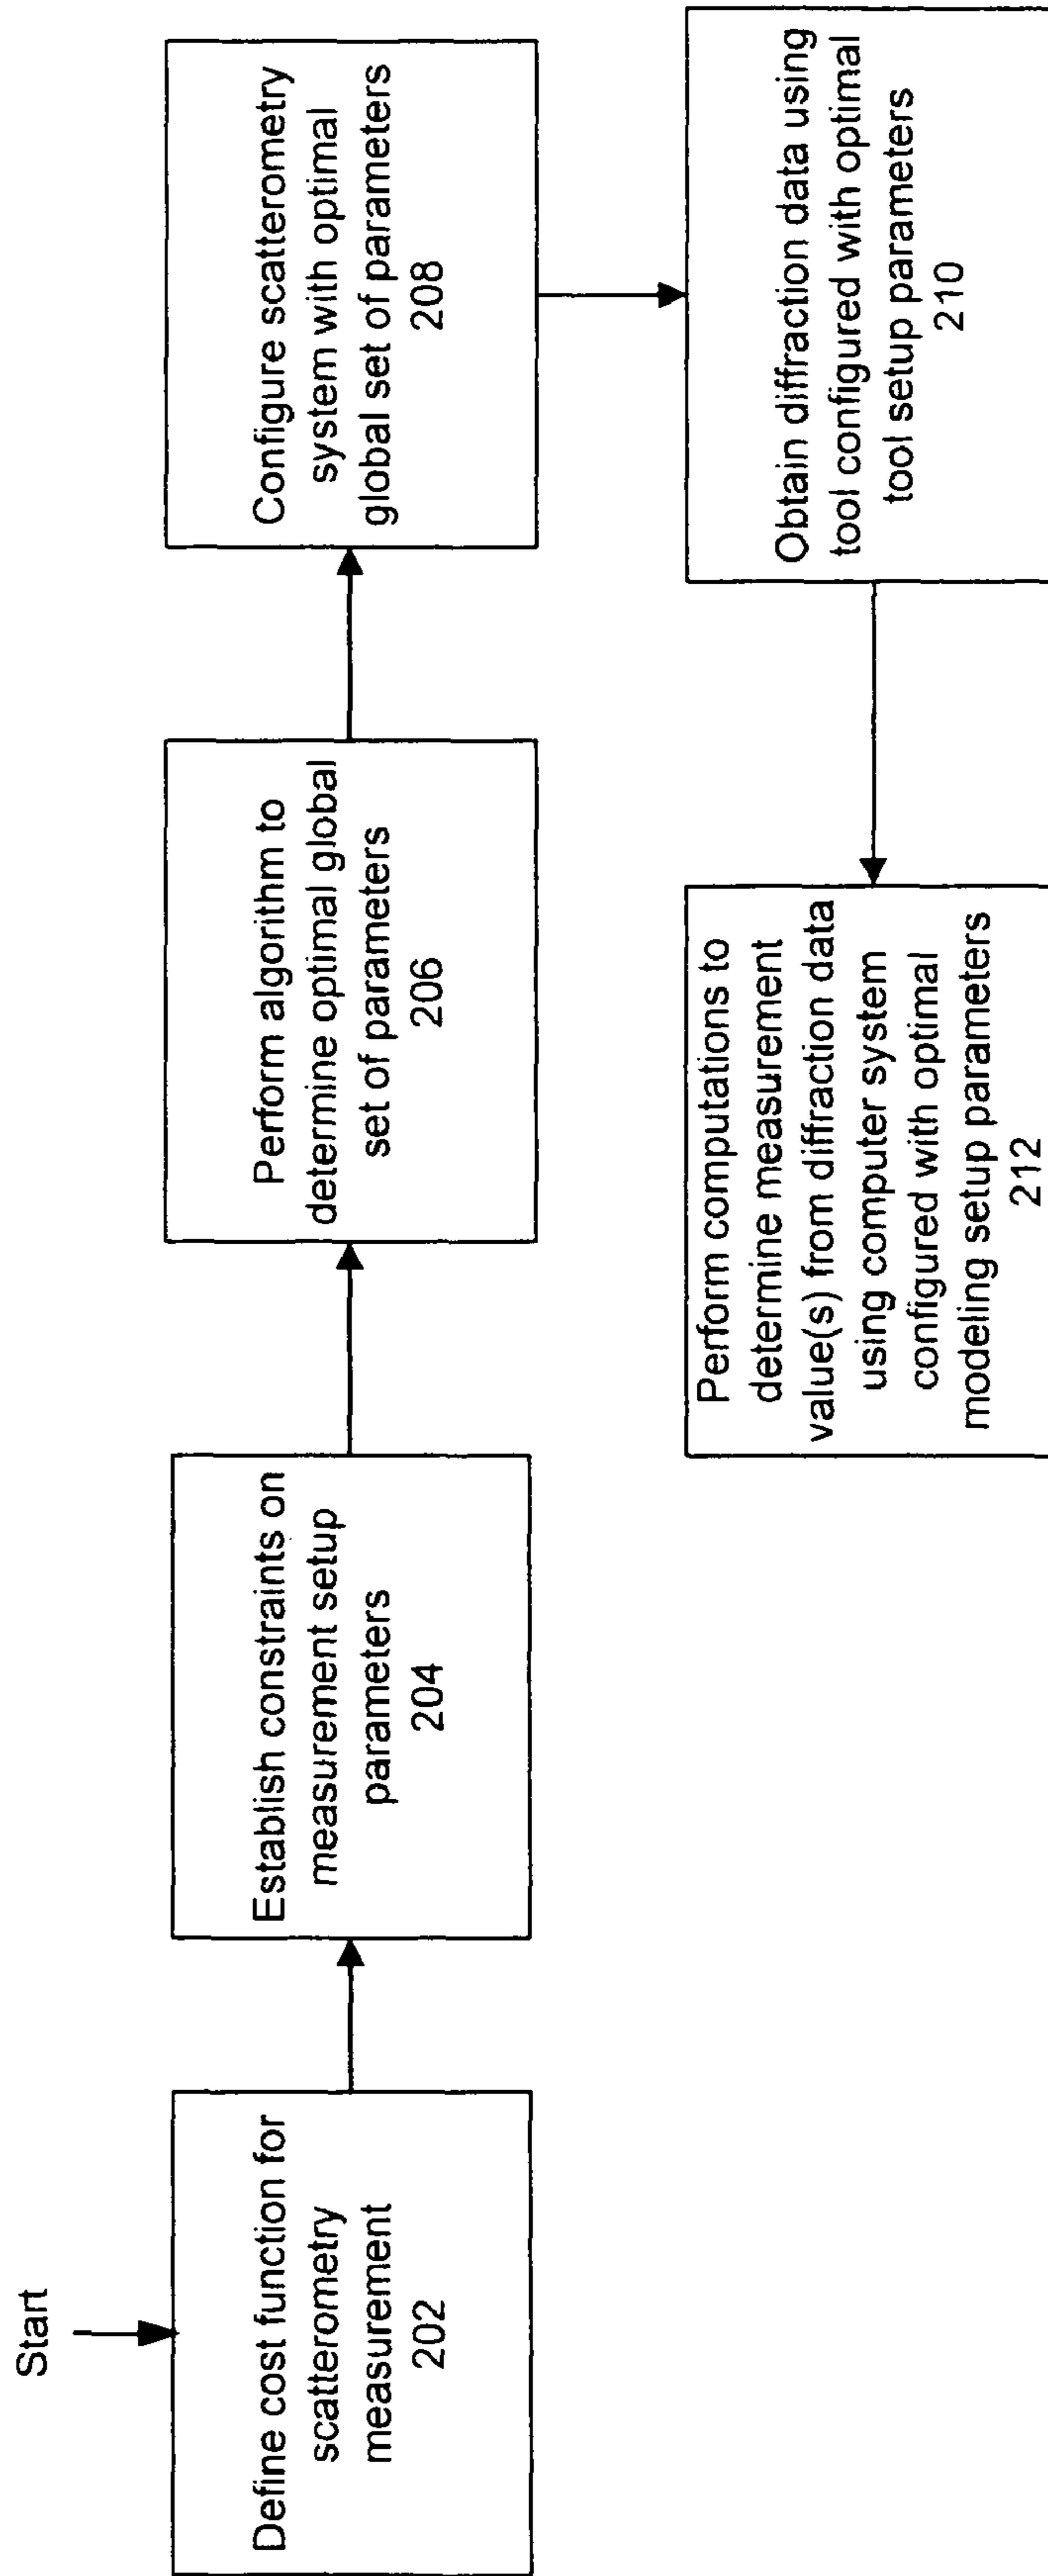 Start
Define cost function for
scatterometry
measurement
202
Establish constraints on
measurement setup
parameters
204
Perform algorithm to
determine optimal global
set of parameters
206
Configure scatterometry
system with optimal
global set of parameters
208
Obtain diffraction data using
tool configured with optimal
tool setup parameters
210
Perform computations to
determine measurement
value(s) from diffraction data
using computer system
configured with optimal
modeling setup parameters
212